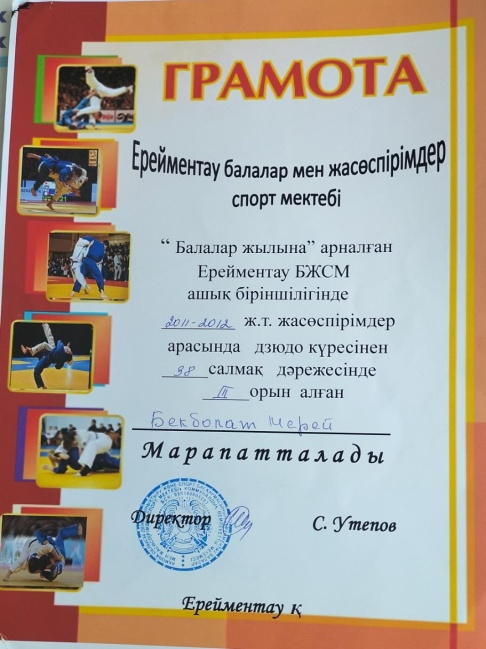 ГРАМОТА
Ерейментау балалар мен жасөспірімдер
спорт мектебі
“ Балалар жылына” арналған
Ерейментау БЖСМ
ашық біріншілігінде
2011-2012 ж.т. жасөспірімдер
арасында дзюдо күресінен
38 салмақ дәрежесінде
III орын алған
Бекболат Мерей
Марапатталады
Директор С. Утепов
Ерейментау қ